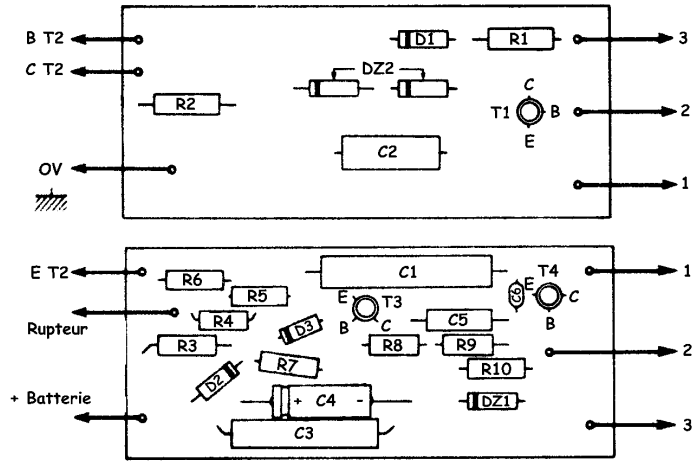 B T2
D1
R1
3
C T2
DZ2
C
R2
T1
B
2
E
C2
OV
1
E T2
R6
C1
T4
1
R5
E
T3
C6
E
C
Rupteur
R4
B
C
C5
B
D3
R3
R8
R9
2
R7
R10
D2
+ Batterie
+ C4 -
DZ1
C3
3